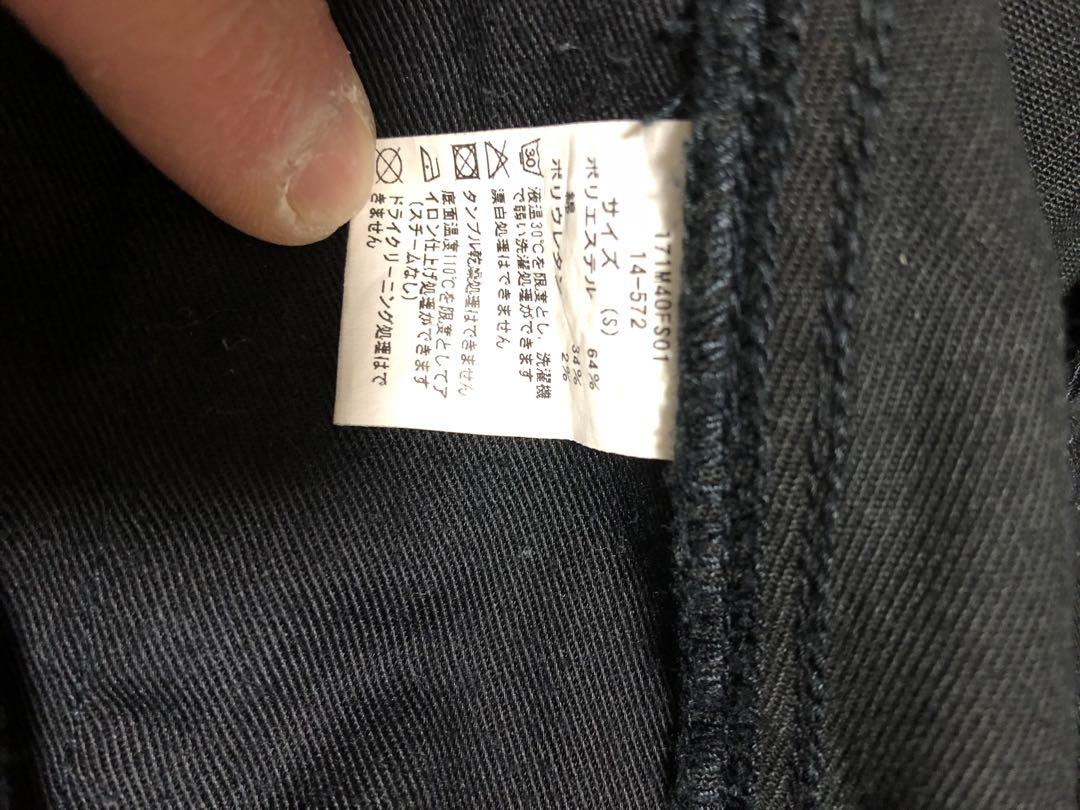 171M40FS01
14-572
サイズ (S)
ポリエステル 64%
綿 34%
ポリウレタン 2%
30
液温30℃を限度とし、洗濯機
で弱い洗濯処理ができます
漂白処理はできません
タンブル乾燥処理はできません
底面温度110℃を限度としてア
イロン仕上げ処理ができます
(スチームなし)
ドライクリーニング処理はで
きません